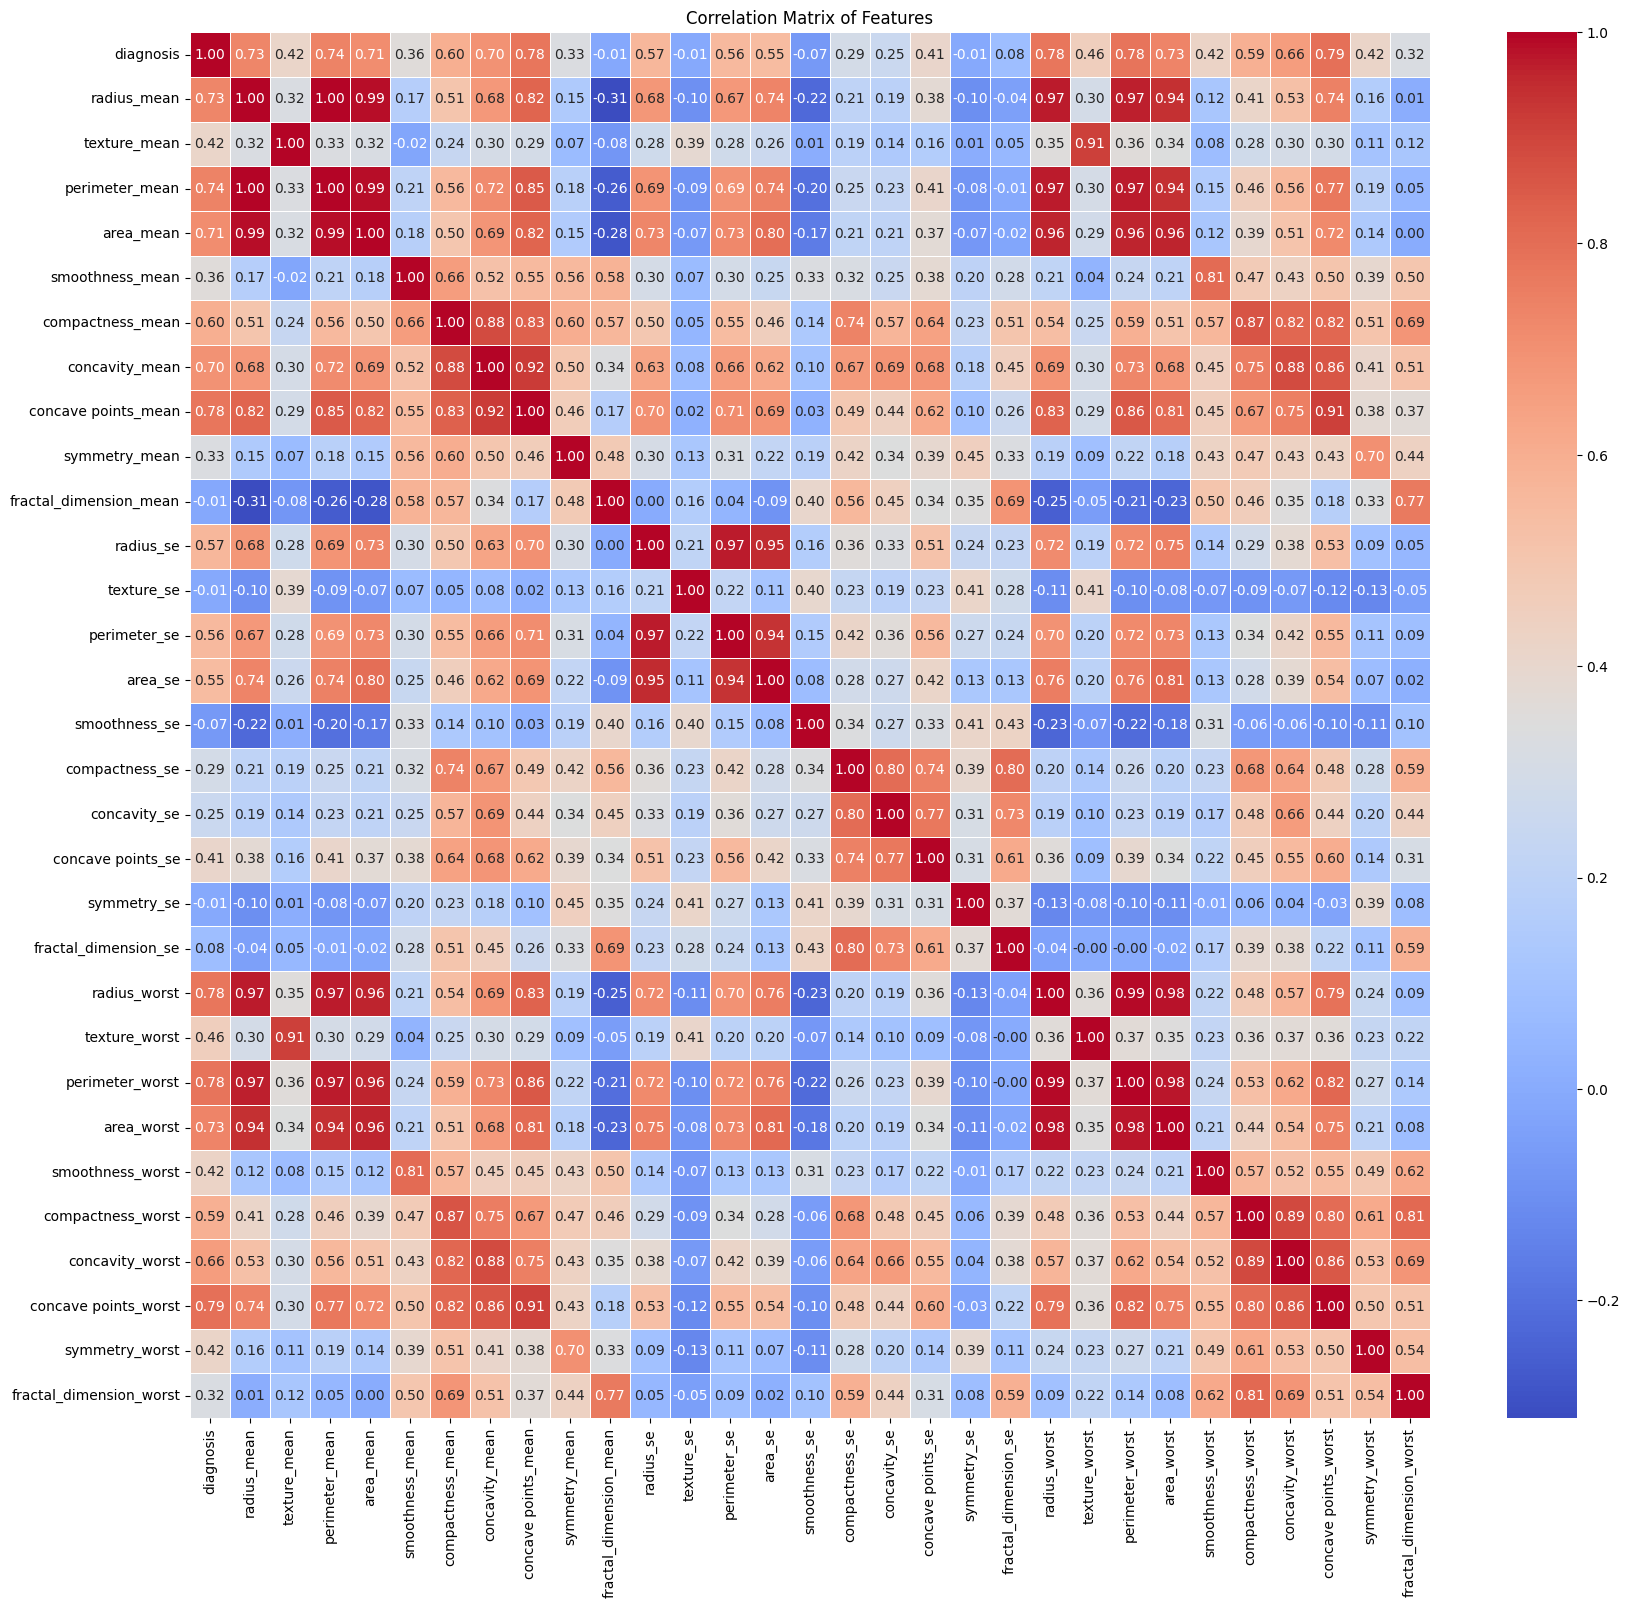 Correlation Matrix of Features
diagnosis 1.00 0.73 0.42 0.74 0.71 0.36 0.60 0.70 0.78 0.33 -0.01 0.57 -0.01 0.56 0.55 -0.07 0.29 0.25 0.41 -0.01 0.08 0.78 0.46 0.78 0.73 0.42 0.59 0.66 0.79 0.42 0.32
radius_mean 0.73 1.00 0.32 1.00 0.99 0.17 0.51 0.68 0.82 0.15 -0.31 0.68 -0.10 0.67 0.74 -0.22 0.21 0.19 0.38 -0.10 -0.04 0.97 0.30 0.97 0.94 0.12 0.41 0.53 0.74 0.16 0.01
texture_mean 0.42 0.32 1.00 0.33 0.32 -0.02 0.24 0.30 0.29 0.07 -0.08 0.28 0.39 0.28 0.26 0.01 0.19 0.14 0.16 0.01 0.05 0.35 0.91 0.36 0.34 0.08 0.28 0.30 0.30 0.11 0.12
perimeter_mean 0.74 1.00 0.33 1.00 0.99 0.21 0.56 0.72 0.85 0.18 -0.26 0.69 -0.09 0.69 0.74 -0.20 0.25 0.23 0.41 -0.08 -0.01 0.97 0.30 0.97 0.94 0.15 0.46 0.56 0.77 0.19 0.05
area_mean 0.71 0.99 0.32 0.99 1.00 0.18 0.50 0.69 0.82 0.15 -0.28 0.73 -0.07 0.73 0.80 -0.17 0.21 0.21 0.37 -0.07 -0.02 0.96 0.29 0.96 0.96 0.12 0.39 0.51 0.72 0.14 0.00
smoothness_mean 0.36 0.17 -0.02 0.21 0.18 1.00 0.66 0.52 0.55 0.56 0.58 0.30 0.07 0.30 0.25 0.33 0.32 0.25 0.38 0.20 0.28 0.21 0.04 0.24 0.21 0.81 0.47 0.43 0.50 0.39 0.50
compactness_mean 0.60 0.51 0.24 0.56 0.50 0.66 1.00 0.88 0.83 0.60 0.57 0.50 0.05 0.55 0.46 0.14 0.74 0.57 0.64 0.23 0.51 0.54 0.25 0.59 0.51 0.57 0.87 0.82 0.82 0.51 0.69
concavity_mean 0.70 0.68 0.30 0.72 0.69 0.52 0.88 1.00 0.92 0.50 0.34 0.63 0.08 0.66 0.62 0.10 0.67 0.69 0.68 0.18 0.45 0.69 0.30 0.73 0.68 0.45 0.75 0.88 0.86 0.41 0.51
concave points_mean 0.78 0.82 0.29 0.85 0.82 0.55 0.83 0.92 1.00 0.46 0.17 0.70 0.02 0.71 0.69 0.03 0.49 0.44 0.62 0.10 0.26 0.83 0.29 0.86 0.81 0.45 0.67 0.75 0.91 0.38 0.37
symmetry_mean 0.33 0.15 0.07 0.18 0.15 0.56 0.60 0.50 0.46 1.00 0.48 0.30 0.13 0.31 0.22 0.19 0.42 0.34 0.39 0.45 0.33 0.19 0.09 0.22 0.18 0.43 0.47 0.43 0.43 0.70 0.44
fractal_dimension_mean -0.01 -0.31 -0.08 -0.26 -0.28 0.58 0.57 0.34 0.17 0.48 1.00 0.00 0.16 0.04 -0.09 0.40 0.56 0.45 0.34 0.35 0.69 -0.25 -0.05 -0.21 -0.23 0.50 0.46 0.35 0.18 0.33 0.77
radius_se 0.57 0.68 0.28 0.69 0.73 0.30 0.50 0.63 0.70 0.30 0.00 1.00 0.21 0.97 0.95 0.16 0.36 0.33 0.51 0.24 0.23 0.72 0.19 0.72 0.75 0.14 0.29 0.38 0.53 0.09 0.05
texture_se -0.01 -0.10 0.39 -0.09 -0.07 0.07 0.05 0.08 0.02 0.13 0.16 0.21 1.00 0.22 0.11 0.40 0.23 0.19 0.23 0.41 0.28 -0.11 0.41 -0.10 -0.08 -0.07 -0.09 -0.07 -0.12 -0.13 -0.05
perimeter_se 0.56 0.67 0.28 0.69 0.73 0.30 0.55 0.66 0.71 0.31 0.04 0.97 0.22 1.00 0.94 0.15 0.42 0.36 0.56 0.27 0.24 0.70 0.20 0.72 0.73 0.13 0.34 0.42 0.55 0.11 0.09
area_se 0.55 0.74 0.26 0.74 0.80 0.25 0.46 0.62 0.69 0.22 -0.09 0.95 0.11 0.94 1.00 0.08 0.28 0.27 0.42 0.13 0.13 0.76 0.20 0.76 0.81 0.13 0.28 0.39 0.54 0.07 0.02
smoothness_se -0.07 -0.22 0.01 -0.20 -0.17 0.33 0.14 0.10 0.03 0.19 0.40 0.16 0.40 0.15 0.08 1.00 0.34 0.27 0.33 0.41 0.43 -0.23 -0.07 -0.22 -0.18 0.31 -0.06 -0.06 -0.10 -0.11 0.10
compactness_se 0.29 0.21 0.19 0.25 0.21 0.32 0.74 0.67 0.49 0.42 0.56 0.36 0.23 0.42 0.28 0.34 1.00 0.80 0.74 0.39 0.80 0.20 0.14 0.26 0.20 0.23 0.68 0.64 0.48 0.28 0.59
concavity_se 0.25 0.19 0.14 0.23 0.21 0.25 0.57 0.69 0.44 0.34 0.45 0.33 0.19 0.36 0.27 0.27 0.80 1.00 0.77 0.31 0.73 0.19 0.10 0.23 0.19 0.17 0.48 0.66 0.44 0.20 0.44
concave points_se 0.41 0.38 0.16 0.41 0.37 0.38 0.64 0.68 0.62 0.39 0.34 0.51 0.23 0.56 0.42 0.33 0.74 0.77 1.00 0.31 0.61 0.36 0.09 0.39 0.34 0.22 0.45 0.55 0.60 0.14 0.31
symmetry_se -0.01 -0.10 0.01 -0.08 -0.07 0.20 0.23 0.18 0.10 0.45 0.35 0.24 0.41 0.27 0.13 0.41 0.39 0.31 0.31 1.00 0.37 -0.13 -0.08 -0.10 -0.11 -0.01 0.06 0.04 -0.03 0.39 0.08
fractal_dimension_se 0.08 -0.04 0.05 -0.01 -0.02 0.28 0.51 0.45 0.26 0.33 0.69 0.23 0.28 0.24 0.13 0.43 0.80 0.73 0.61 0.37 1.00 -0.04 -0.00 -0.00 -0.02 0.17 0.39 0.38 0.22 0.11 0.59
radius_worst 0.78 0.97 0.35 0.97 0.96 0.21 0.54 0.69 0.83 0.19 -0.25 0.72 -0.11 0.70 0.76 -0.23 0.20 0.19 0.36 -0.13 -0.04 1.00 0.36 0.99 0.98 0.22 0.48 0.57 0.79 0.24 0.09
texture_worst 0.46 0.30 0.91 0.30 0.29 0.04 0.25 0.30 0.29 0.09 -0.05 0.19 0.41 0.20 0.20 -0.07 0.14 0.10 0.09 -0.08 -0.00 0.36 1.00 0.37 0.35 0.23 0.36 0.37 0.36 0.23 0.22
perimeter_worst 0.78 0.97 0.36 0.97 0.96 0.24 0.59 0.73 0.86 0.22 -0.21 0.72 -0.10 0.72 0.76 -0.22 0.26 0.23 0.39 -0.10 -0.00 0.99 0.37 1.00 0.98 0.24 0.53 0.62 0.82 0.27 0.14
area_worst 0.73 0.94 0.34 0.94 0.96 0.21 0.51 0.68 0.81 0.18 -0.23 0.75 -0.08 0.73 0.81 -0.18 0.20 0.19 0.34 -0.11 -0.02 0.98 0.35 0.98 1.00 0.21 0.44 0.54 0.75 0.21 0.08
smoothness_worst 0.42 0.12 0.08 0.15 0.12 0.81 0.57 0.45 0.45 0.43 0.50 0.14 -0.07 0.13 0.13 0.31 0.23 0.17 0.22 -0.01 0.17 0.22 0.23 0.24 0.21 1.00 0.57 0.52 0.55 0.49 0.62
compactness_worst 0.59 0.41 0.28 0.46 0.39 0.47 0.87 0.75 0.67 0.47 0.46 0.29 -0.09 0.34 0.28 -0.06 0.68 0.48 0.45 0.06 0.39 0.48 0.36 0.53 0.44 0.57 1.00 0.89 0.80 0.61 0.81
concavity_worst 0.66 0.53 0.30 0.56 0.51 0.43 0.82 0.88 0.75 0.43 0.35 0.38 -0.07 0.42 0.39 -0.06 0.64 0.66 0.55 0.04 0.38 0.57 0.37 0.62 0.54 0.52 0.89 1.00 0.86 0.53 0.69
concave points_worst 0.79 0.74 0.30 0.77 0.72 0.50 0.82 0.86 0.91 0.43 0.18 0.53 -0.12 0.55 0.54 -0.10 0.48 0.44 0.60 -0.03 0.22 0.79 0.36 0.82 0.75 0.55 0.80 0.86 1.00 0.50 0.51
symmetry_worst 0.42 0.16 0.11 0.19 0.14 0.39 0.51 0.41 0.38 0.70 0.33 0.09 -0.13 0.11 0.07 -0.11 0.28 0.20 0.14 0.39 0.11 0.24 0.23 0.27 0.21 0.49 0.61 0.53 0.50 1.00 0.54
fractal_dimension_worst 0.32 0.01 0.12 0.05 0.00 0.50 0.69 0.51 0.37 0.44 0.77 0.05 -0.05 0.09 0.02 0.10 0.59 0.44 0.31 0.08 0.59 0.09 0.22 0.14 0.08 0.62 0.81 0.69 0.51 0.54 1.00
diagnosis
radius_mean
texture_mean
perimeter_mean
area_mean
smoothness_mean
compactness_mean
concavity_mean
concave points_mean
symmetry_mean
fractal_dimension_mean
radius_se
texture_se
perimeter_se
area_se
smoothness_se
compactness_se
concavity_se
concave points_se
symmetry_se
fractal_dimension_se
radius_worst
texture_worst
perimeter_worst
area_worst
smoothness_worst
compactness_worst
concavity_worst
concave points_worst
symmetry_worst
fractal_dimension_worst
1.0
0.8
0.6
0.4
0.2
0.0
−0.2